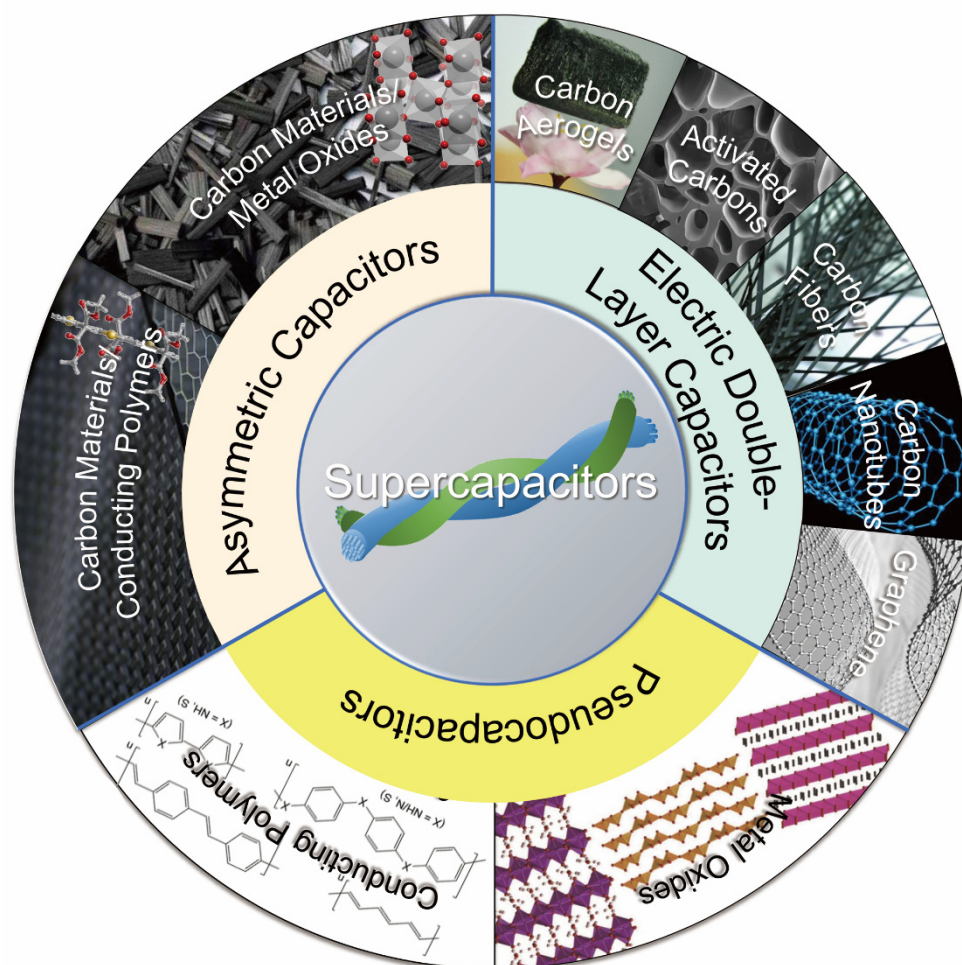 Supercapacitors
Asymmetric Capacitors
Carbon Materials/
Metal Oxides
Carbon Materials/
Conducting Polymers
Electric Double-
Layer Capacitors
Carbon
Aerogels
Activated
Carbons
Carbon
Fibers
Carbon
Nanotubes
Graphene
Pseudocapacitors
Metal Oxides
Conducting Polymers
(X = NH, S)
n
X
n
(X = NH/N, S)
n
X
X
X
n